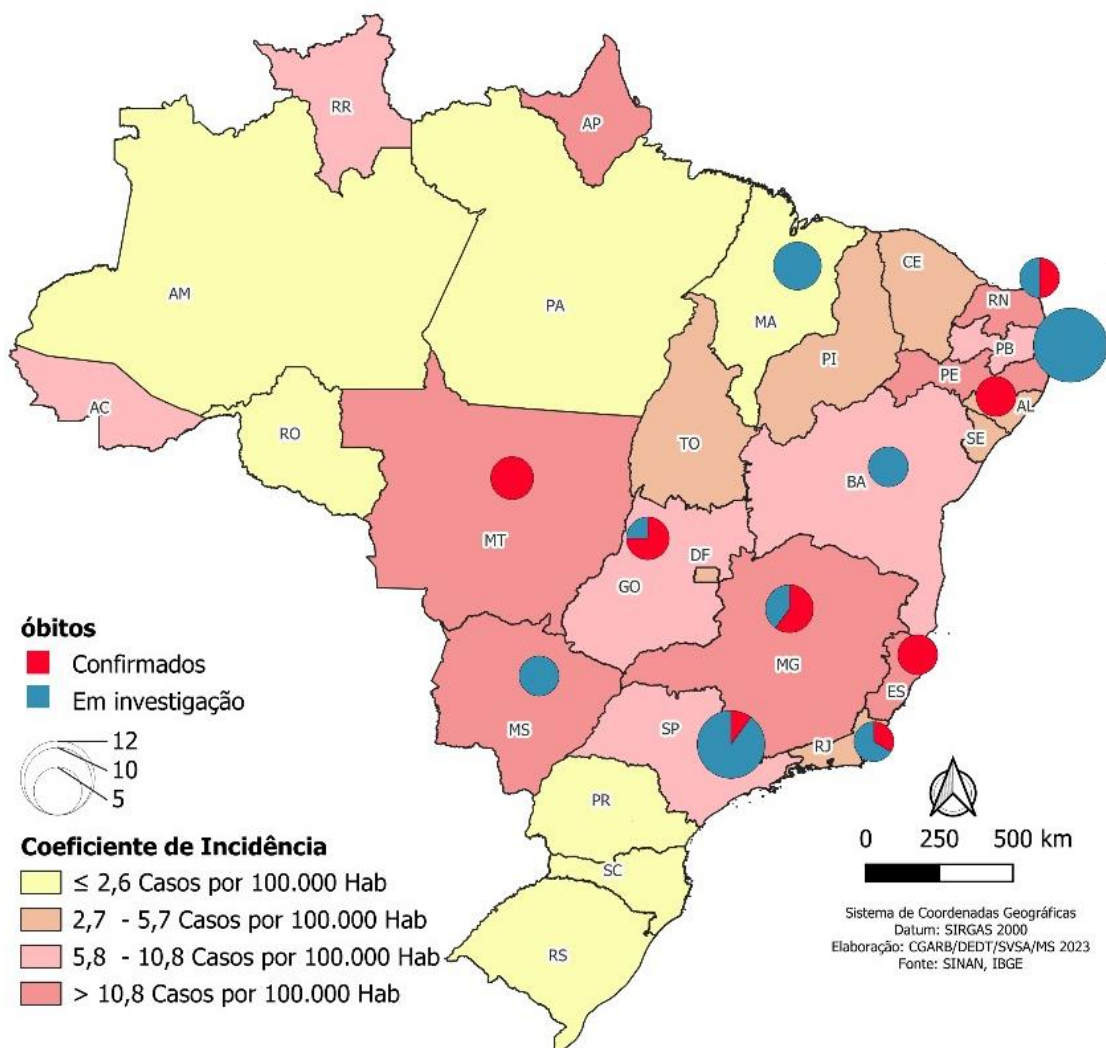 RR
AP
AM
PA
MA
CE
RN
PB
PI
PE
AL
SE
AC
RO
TO
BA
MT
DF
GO
MG
ES
MS
SP
RJ
PR
SC
RS
óbitos
Confirmados
Em investigação
12
10
5
Coeficiente de Incidência
≤ 2,6 Casos por 100.000 Hab
2,7 - 5,7 Casos por 100.000 Hab
5,8 - 10,8 Casos por 100.000 Hab
> 10,8 Casos por 100.000 Hab
0 250 500 km
Sistema de Coordenadas Geográficas
Datum: SIRGAS 2000
Elaboração: CGARB/DEDT/SVSA/MS 2023
Fonte: SINAN, IBGE